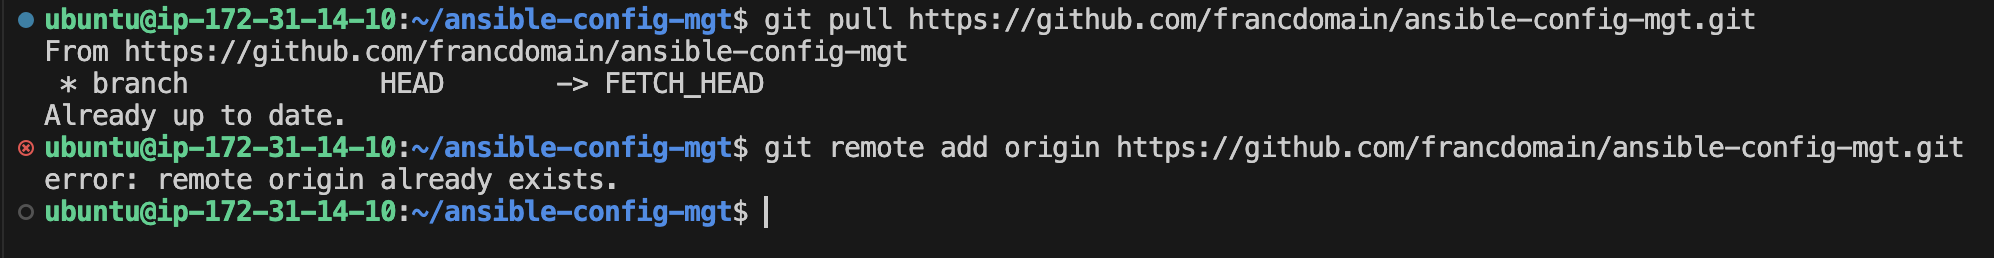 ubuntu@ip-172-31-14-10:~/ansible-config-mgt$ git pull https://github.com/francdomain/ansible-config-mgt.git
From https://github.com/francdomain/ansible-config-mgt
 * branch            HEAD       -> FETCH_HEAD
Already up to date.
ubuntu@ip-172-31-14-10:~/ansible-config-mgt$ git remote add origin https://github.com/francdomain/ansible-config-mgt.git
error: remote origin already exists.
ubuntu@ip-172-31-14-10:~/ansible-config-mgt$